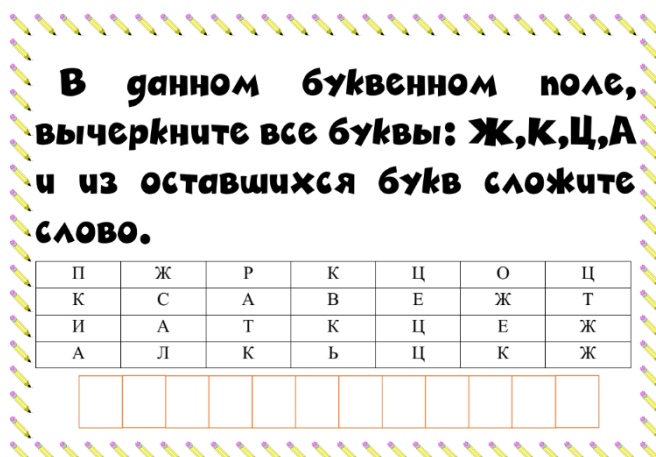 В данном буквенном поле,
вычеркните все буквы: Ж,К,Ц,А
и из оставшихся букв сложите
слово.
П Ж Р К Ц О Ц
К С А В Е Ж Т
И А Т К Ц Е Ж
А Л К Ь Ц К Ж